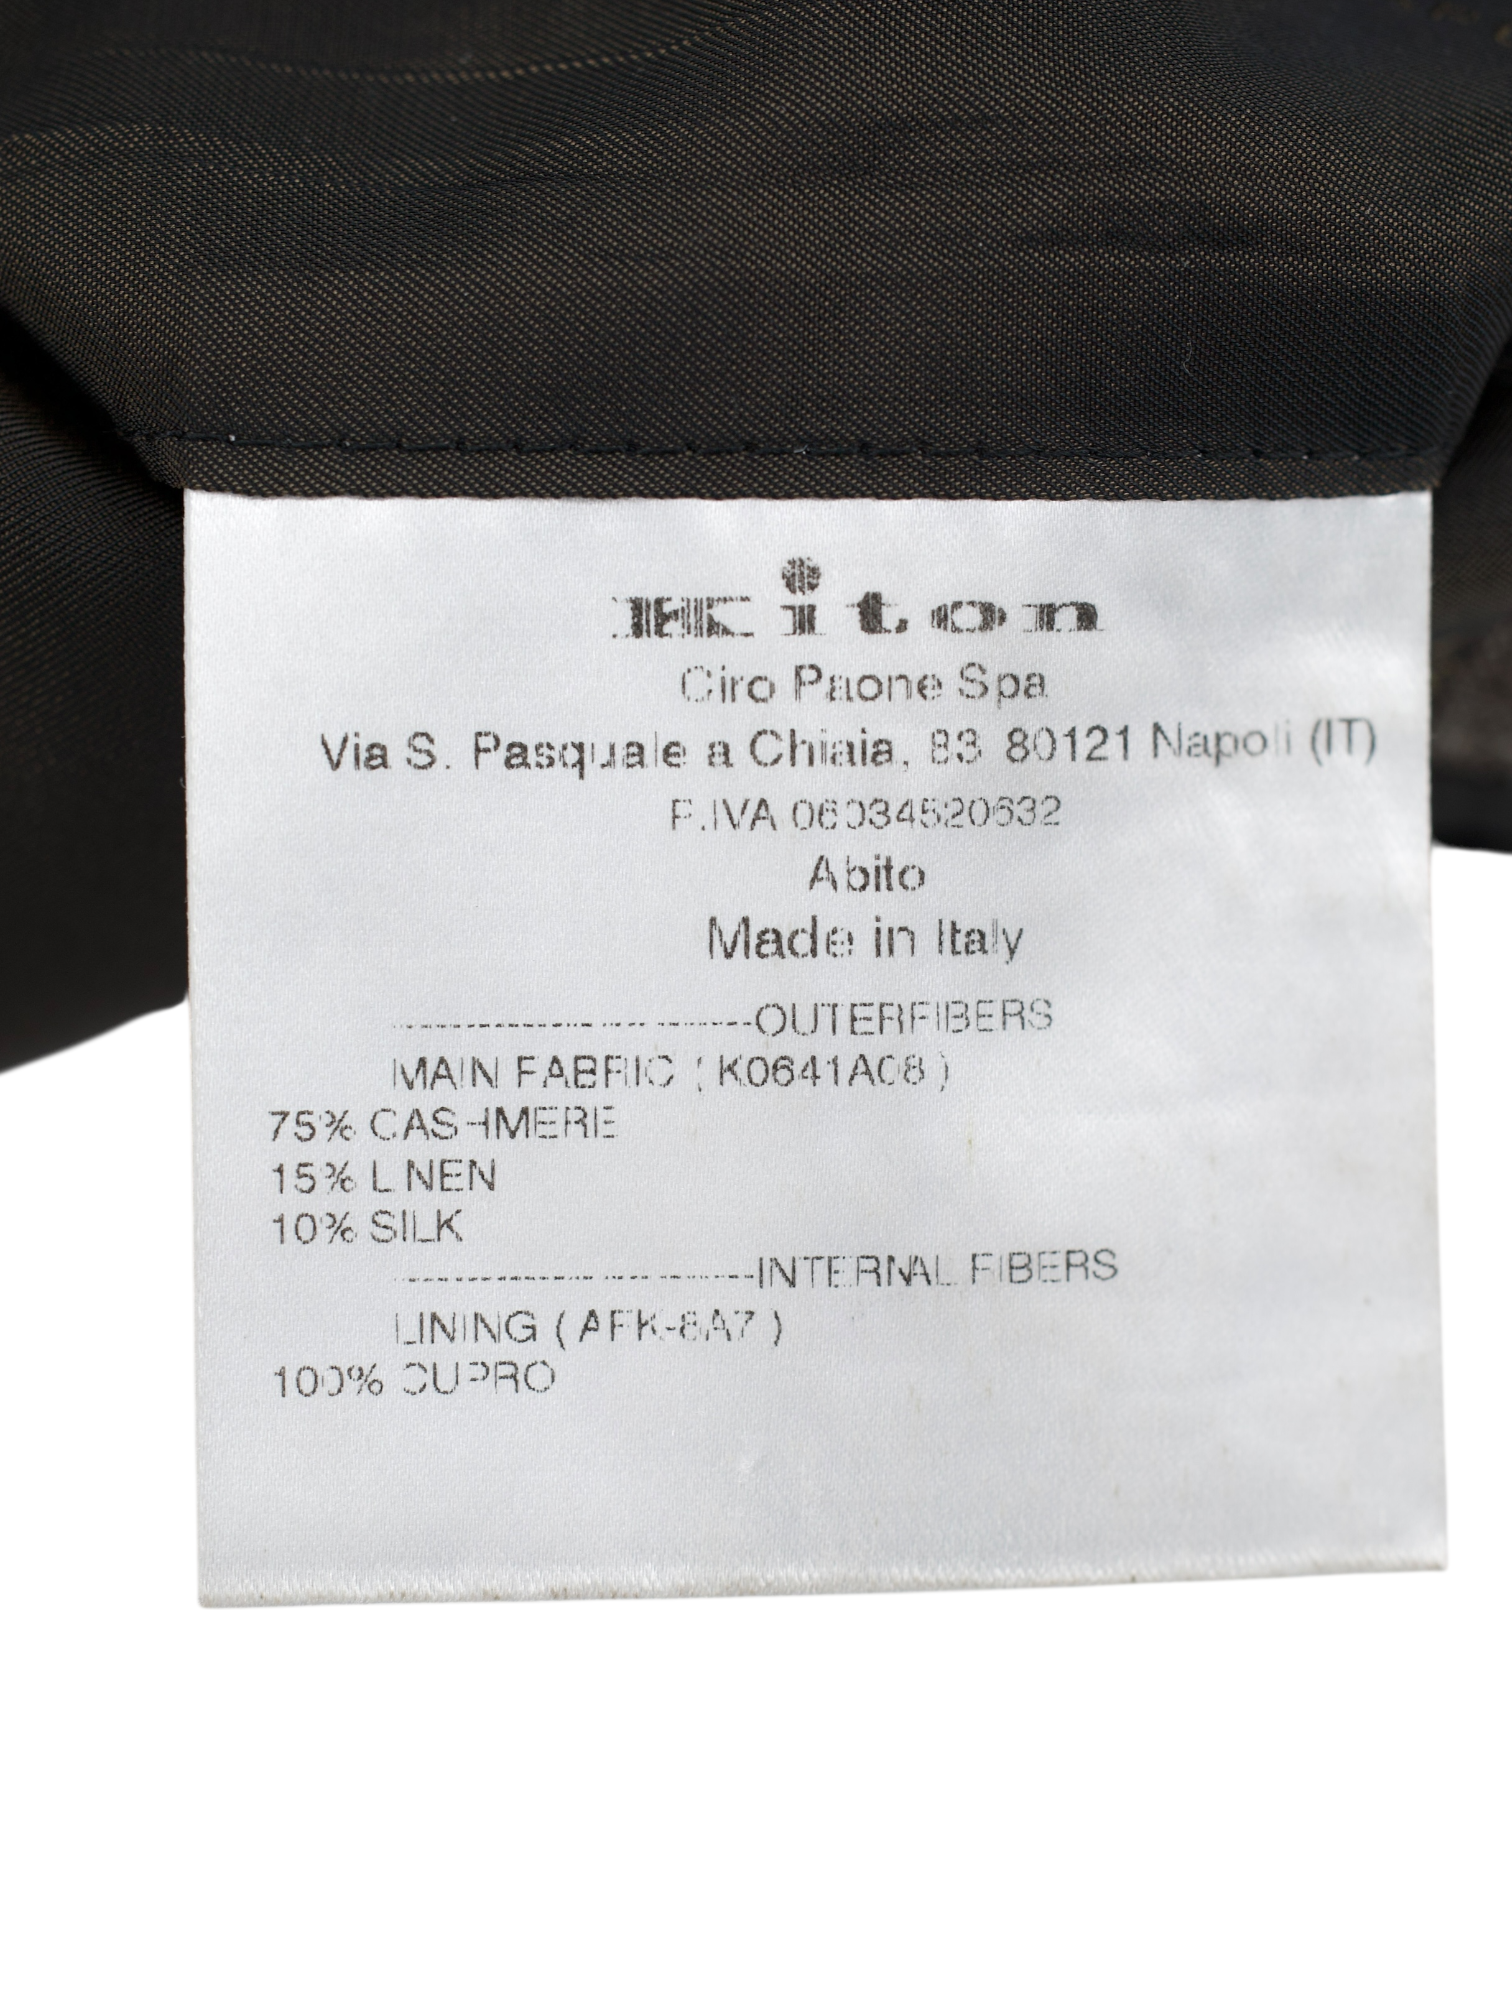 Kiton
Ciro Paone Spa
Via S. Pasquale a Chiaia, 83 80121 Napoli (IT)
P.IVA 06034520632
Abito
Made in Italy
--------------------------OUTERFIBERS
MAIN FABRIC ( K0641A08 )
75% CASHMERE
15% LINEN
10% SILK
--------------------------INTERNAL FIBERS
LINING ( AFK-8A7 )
100% CUPRO